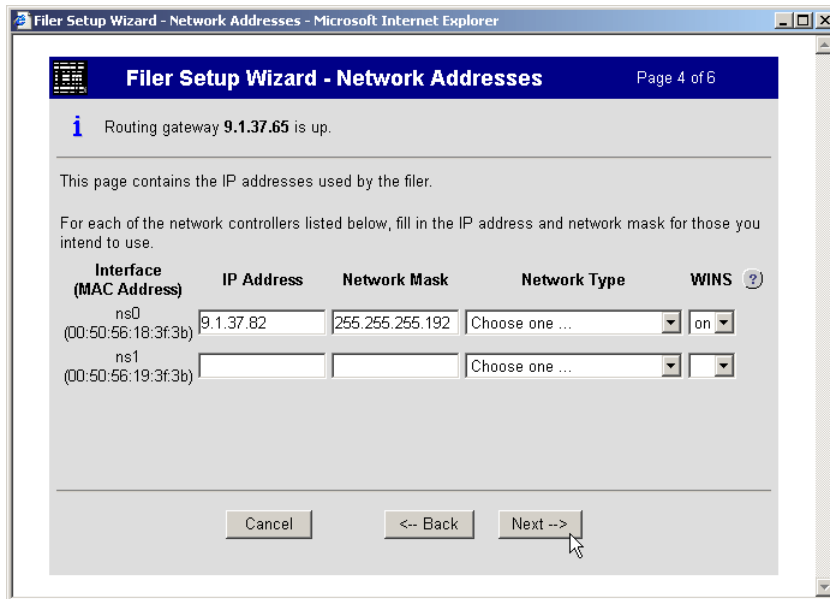 Filer Setup Wizard - Network Addresses - Microsoft Internet Explorer
Filer Setup Wizard - Network Addresses Page 4 of 6
i Routing gateway 9.1.37.65 is up.
This page contains the IP addresses used by the filer.
For each of the network controllers listed below, fill in the IP address and network mask for those you
intend to use.
Interface
(MAC Address) IP Address Network Mask Network Type WINS ?
ns0
(00:50:56:18:3f:3b) 9.1.37.82 255.255.255.192 Choose one ... on
ns1
(00:50:56:19:3f:3b) Choose one ...
Cancel <-- Back Next -->